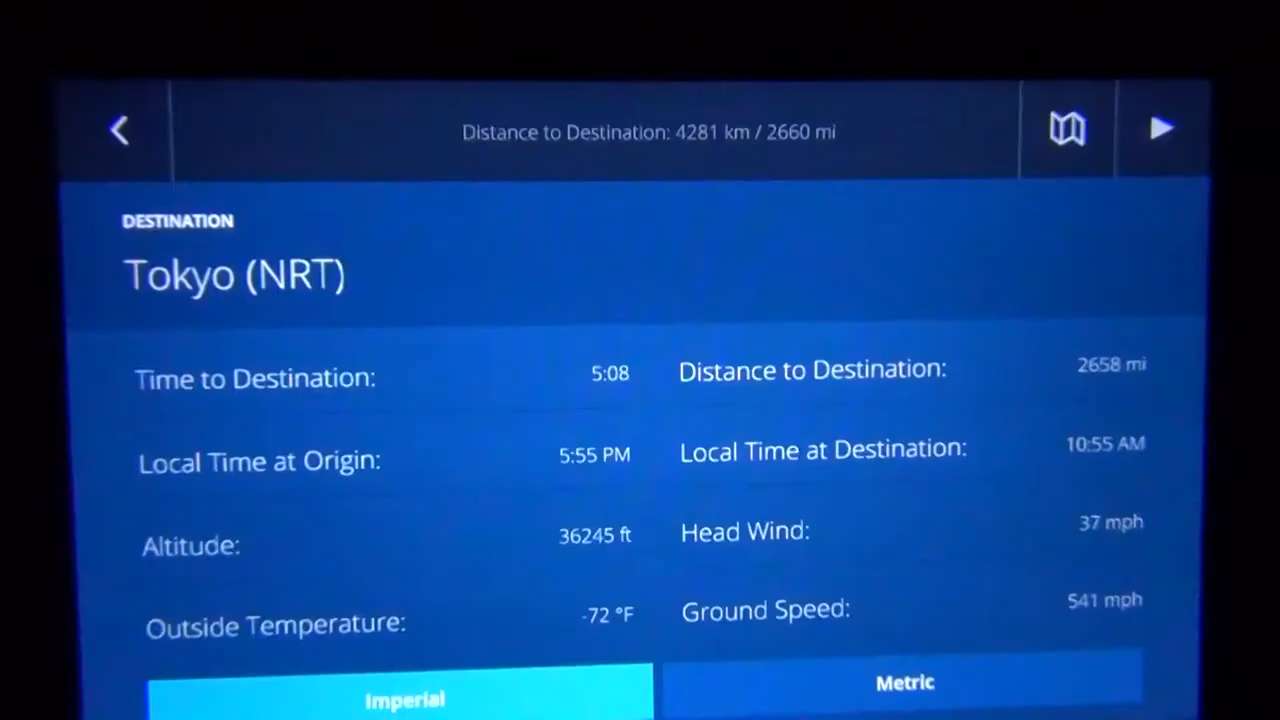 Distance to Destination: 4281 km / 2660 mi
DESTINATION
Tokyo (NRT)
Time to Destination: 5:08 Distance to Destination: 2658 mi
Local Time at Origin: 5:55 PM Local Time at Destination: 10:55 AM
Altitude: 36245 ft Head Wind: 37 mph
Outside Temperature: -72 °F Ground Speed: 541 mph
Imperial Metric